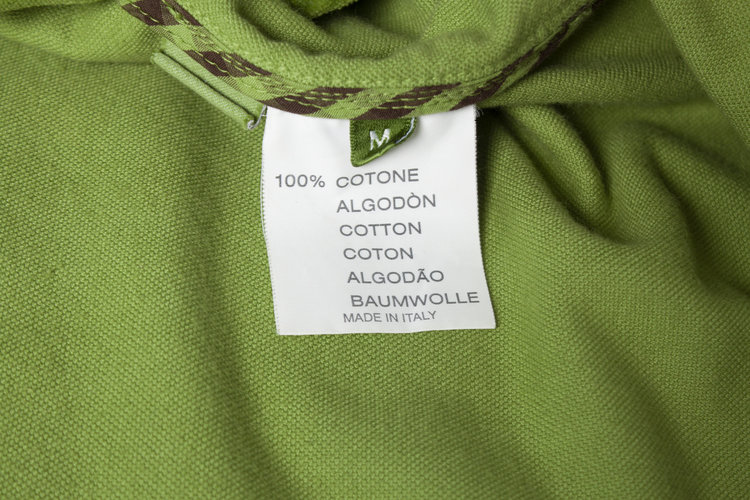 M
100% COTONE
ALGODÒN
COTTON
COTON
ALGODÃO
BAUMWOLLE
MADE IN ITALY